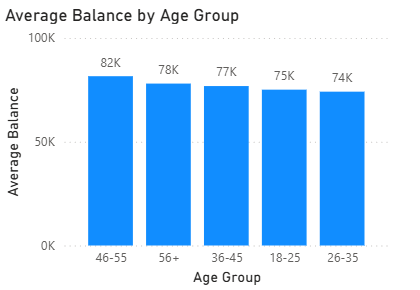 Average Balance by Age Group
100K
50K
0K
Average Balance
82K
78K
77K
75K
74K
46-55
56+
36-45
18-25
26-35
Age Group